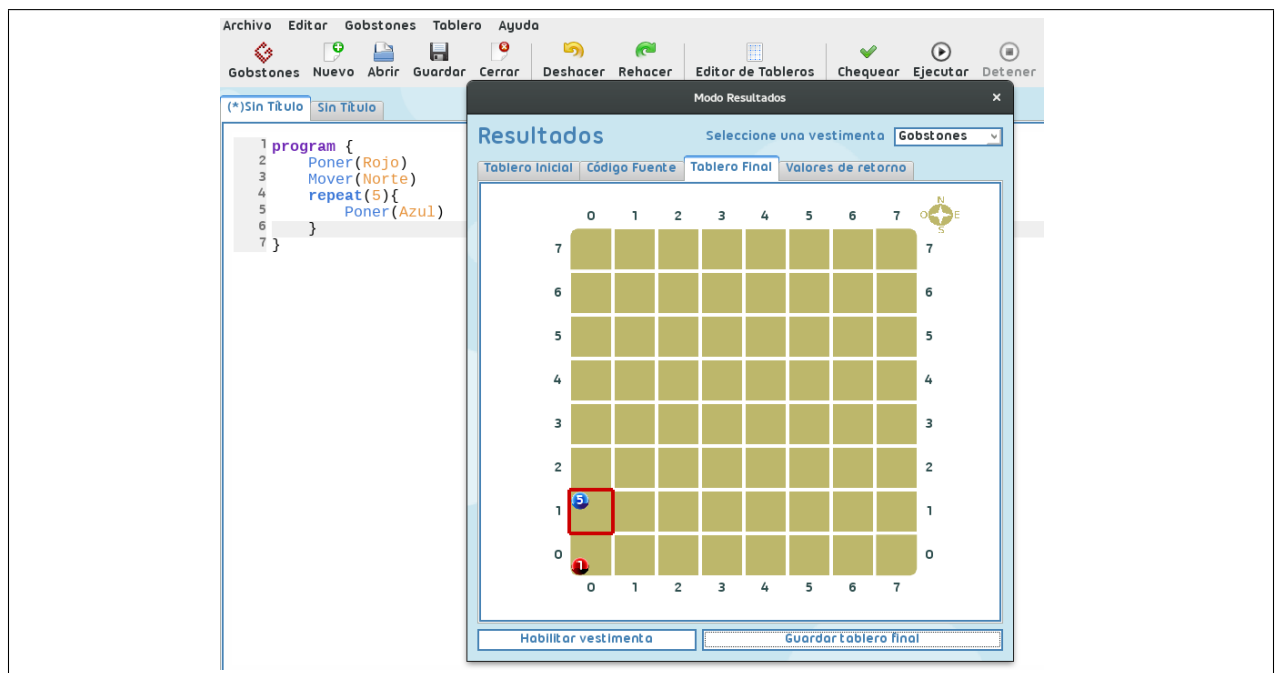 Archivo Editar Gobstones Tablero Ayuda
Gobstones Nuevo Abrir Guardar Cerrar Deshacer Rehacer Editor de Tableros Chequear Ejecutar Detener
(*)Sin Título Sin Título
1 program {
2 Poner(Rojo)
3 Mover(Norte)
4 repeat(5){
5 Poner(Azul)
6 }
7 }
Modo Resultados ×
Resultados Seleccione una vestimenta Gobstones
Tablero Inicial Código Fuente Tablero Final Valores de retorno
N
O E
S
0 1 2 3 4 5 6 7
7 7
6 6
5 5
4 4
3 3
2 2
1 5 1
0 1 0
0 1 2 3 4 5 6 7
Habilitar vestimenta Guardar tablero final